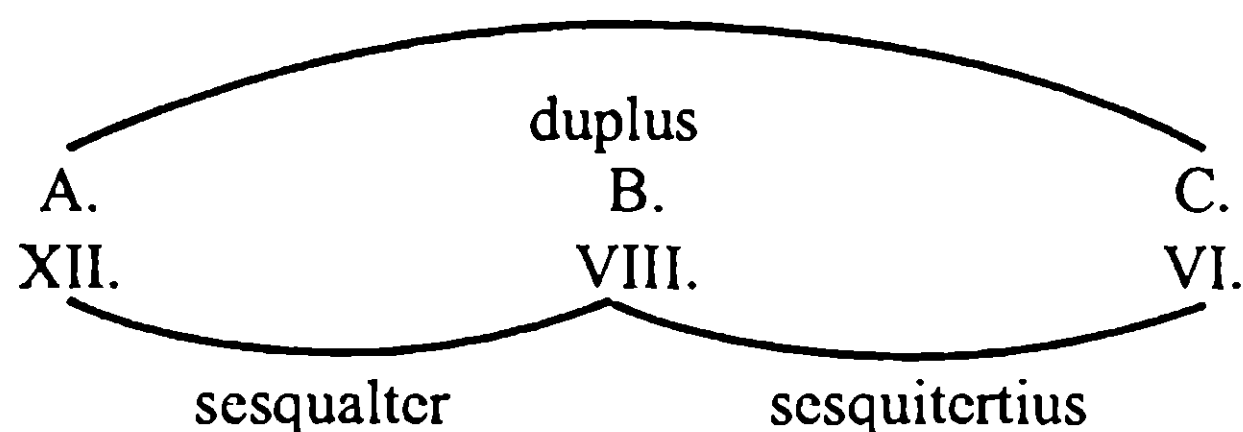 duplus
A. B. C.
XII. VIII. VI.
sesqualter sesquitertius